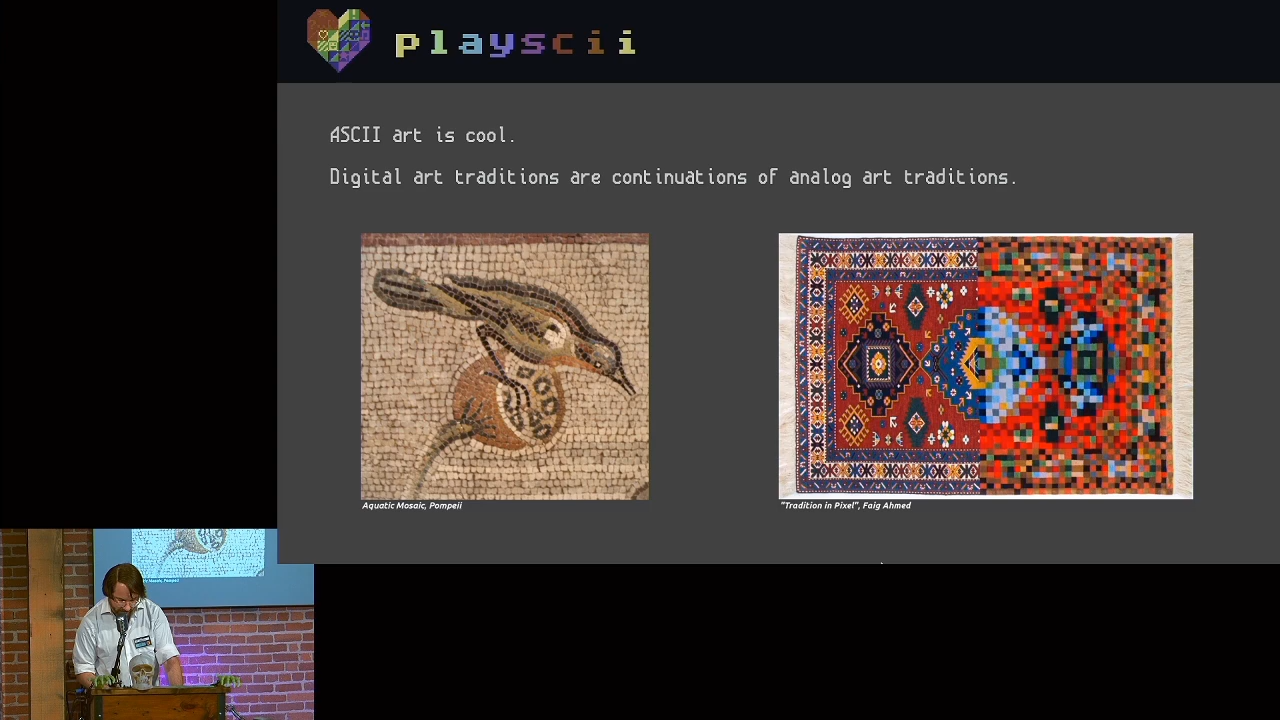 playscii
ASCII art is cool.
Digital art traditions are continuations of analog art traditions.
Aquatic Mosaic, Pompeii
"Tradition in Pixel", Faig Ahmed